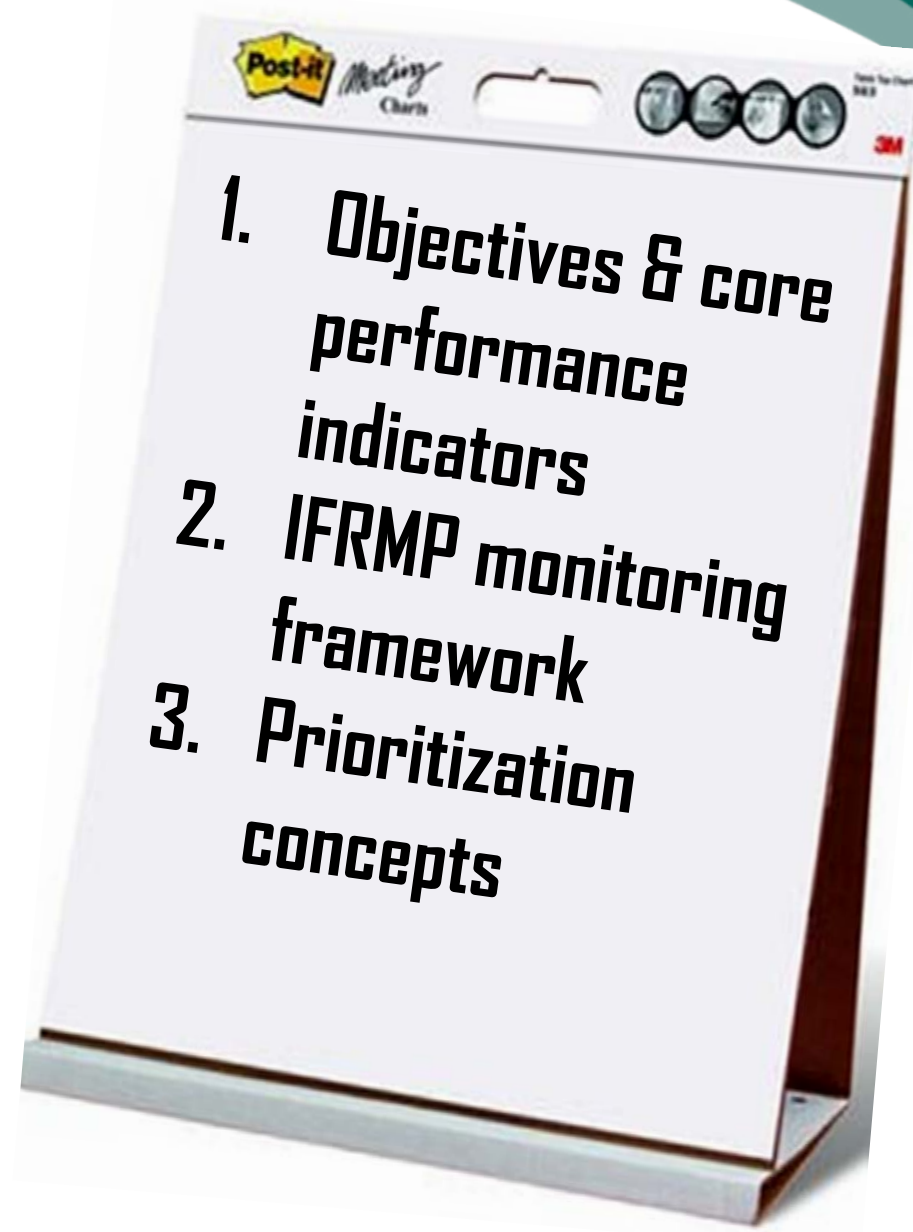 Post-it Meeting
Charts
3M
1. Objectives & core
performance
indicators
2. IFRMP monitoring
framework
3. Prioritization
concepts